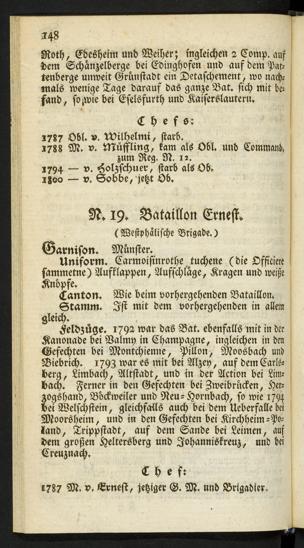 148
Roth, Edesheim und Weiher; ingleichen 2 Comp. auf
dem Schänzelberge bei Edinghofen und auf dem Pat-
tenberge unweit Grünstadt ein Detaschement, wo nach-
mals wenige Tage darauf das ganze Bat. sich mit be-
fand, sowie bei Eselsfurth und Kaiserslautern.
Chefs:
1787 Obl. v. Wilhelmi, starb.
1788 M. v. Müffling, kam als Obl. und Command.
zum Reg. N. 12.
1794 — v. Holzschuer, starb als Ob.
1800 — v. Sobbe, jetzt Ob.
N. 19. Bataillon Ernest.
(Westphälische Brigade.)
Garnison. Münster.
Uniform. Carmoisinrothe tuchene (die Officiere
sammetne) Aufklappen, Aufschläge, Kragen und weiße
Knöpfe.
Canton. Wie beim vorhergehenden Bataillon.
Stamm. Ist mit dem vorhergehenden in allem
gleich.
Feldzüge. 1792 war das Bat. ebenfalls mit in der
Kanonade bei Valmy in Champagne, ingleichen in den
Gefechten bei Montchienne, Pillon, Moosbach und
Biebrich. 1793 war es mit bei Alzey, auf dem Carls-
berg, Limbach, Altstadt, und in der Action bei Lim-
bach. Ferner in den Gefechten bei Zweibrücken, Her-
zogshand, Böckweiler und Neu-Hornbach, so wie 1794
bei Welschstein, gleichfalls auch bei dem Ueberfalle bei
Moorsheim, und in den Gefechten bei Kirchheim-Po-
land, Trippstadt, auf dem Sande bei Leimen, auf
dem großen Heltersberg und Johanniskreuz, und bei
Creuznach.
Chef:
1787 M. v. Ernest, jetziger G. M. und Brigadier.